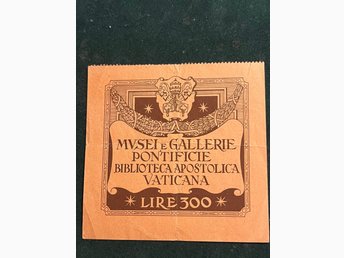 MVSEI E GALLERIE
PONTIFICIE
BIBLIOTECA APOSTOLICA
VATICANA
LIRE 300